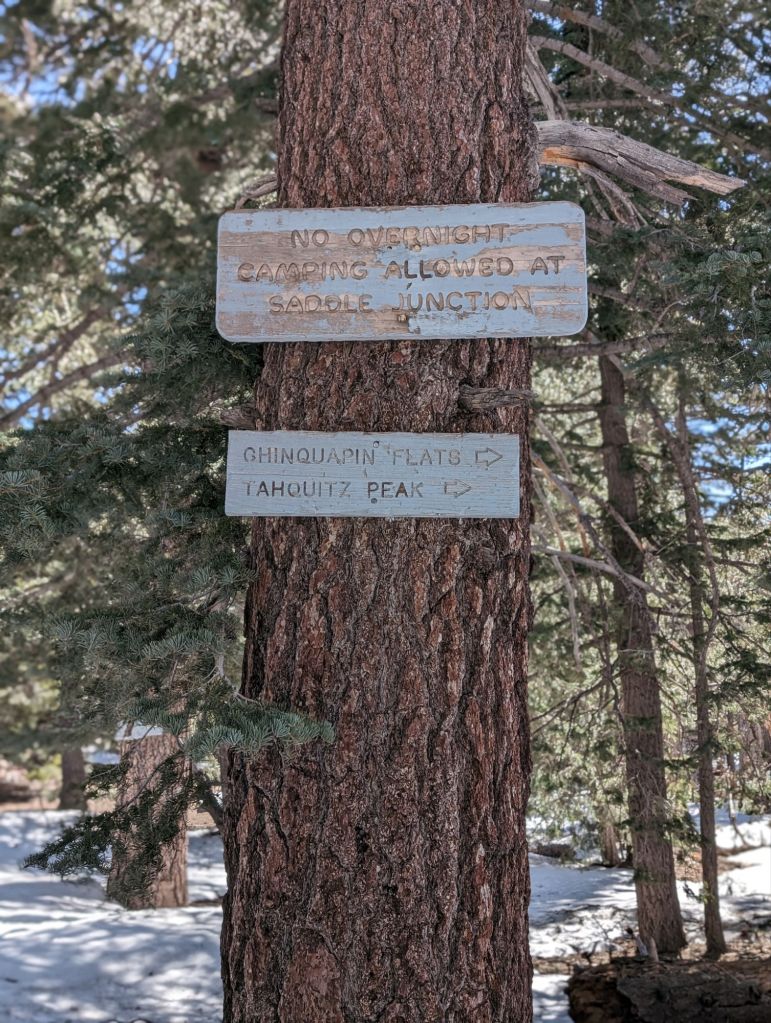 NO OVERNIGHT
CAMPING ALLOWED AT
SADDLE JUNCTION
CHINQUAPIN FLATS ⇨
TAHQUITZ PEAK ⇨